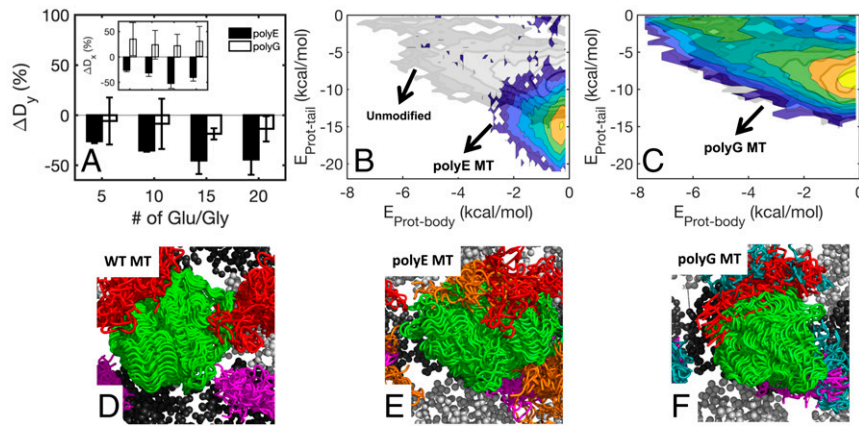 A
ΔDy (%)
100
50
0
-50
# of Glu/Gly
5 10 15 20
polyE
polyG
ΔDx (%)
50
0
-50
B
EProt-tail (kcal/mol)
0
-5
-10
-15
-20
Unmodified
polyE MT
-8 -6 -4 -2
EProt-body (kcal/mol)
C
EProt-tail (kcal/mol)
0
-5
-10
-15
-20
polyG MT
-8 -6 -4 -2 0
EProt-body (kcal/mol)
WT MT
D
polyE MT
E
polyG MT
F